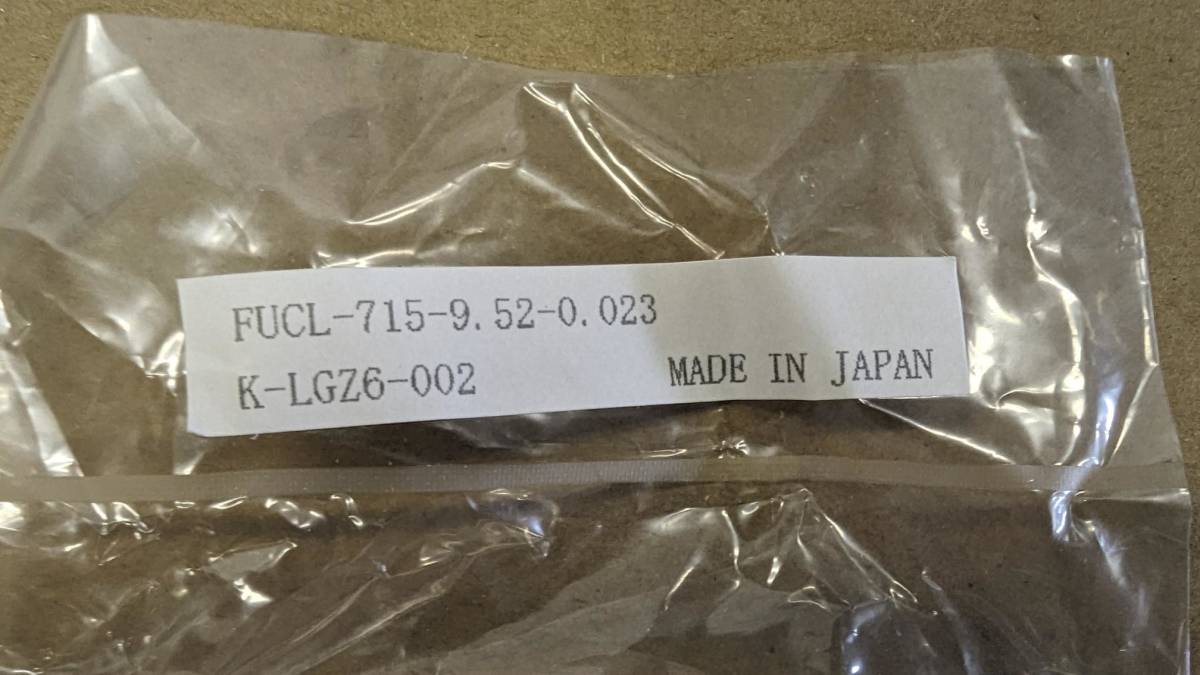 FUCL-715-9.52-0.023
K-LGZ6-002 MADE IN JAPAN